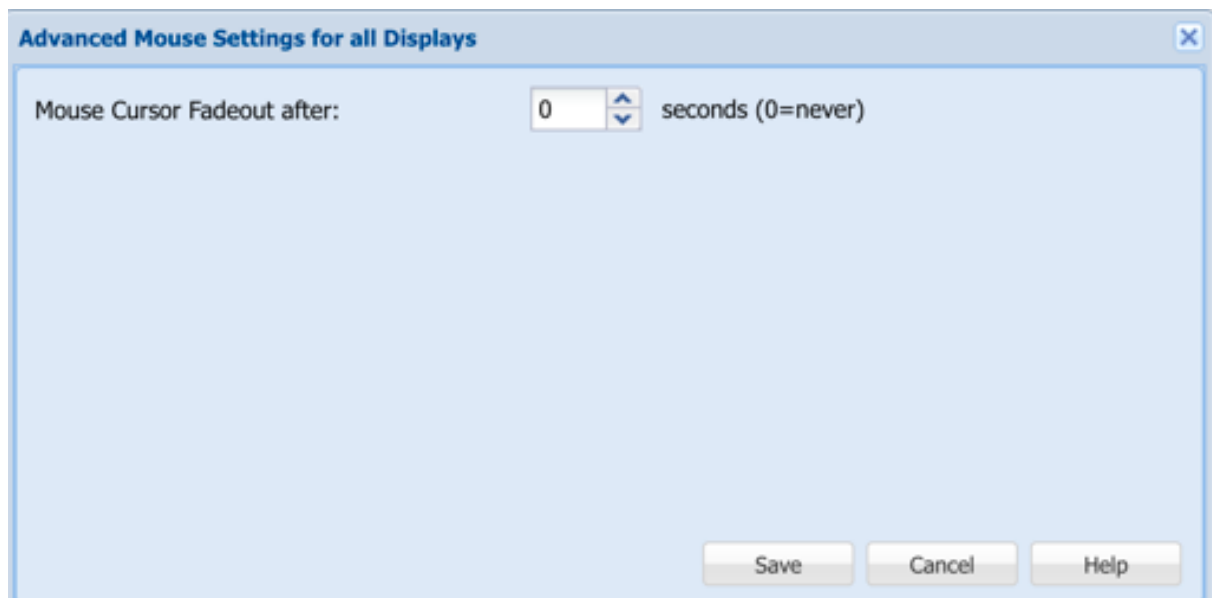 Advanced Mouse Settings for all Displays
Mouse Cursor Fadeout after: 0 seconds (0=never)
Save Cancel Help